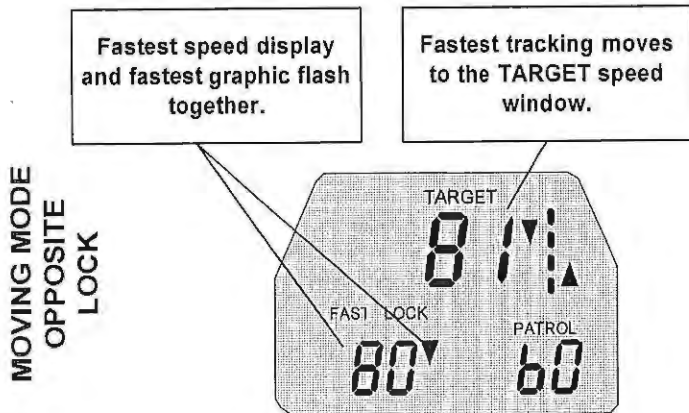 Fastest speed display
and fastest graphic flash
together.
Fastest tracking moves
to the TARGET speed
window.
MOVING MODE
OPPOSITE
LOCK
TARGET
81
FAST LOCK
PATROL
80
60